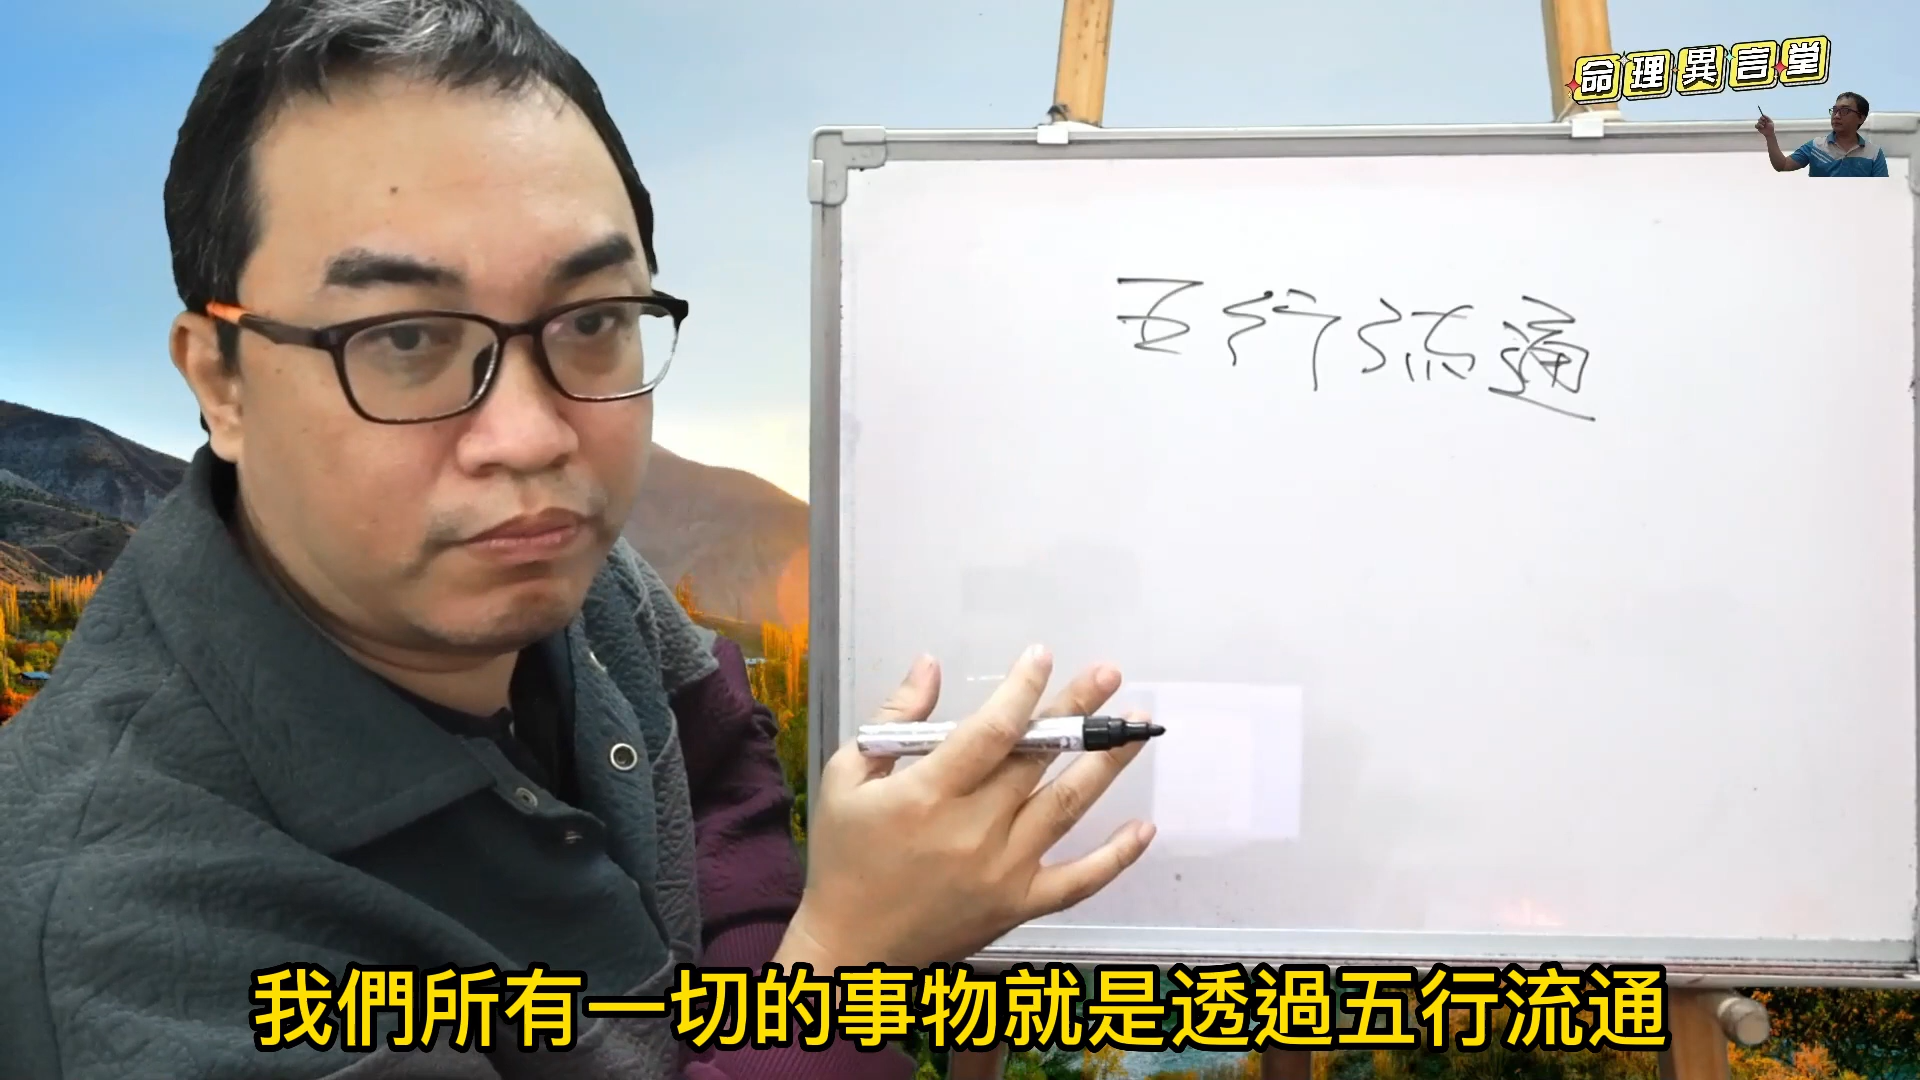 命理異言堂
五行流通
我們所有一切的事物就是透過五行流通